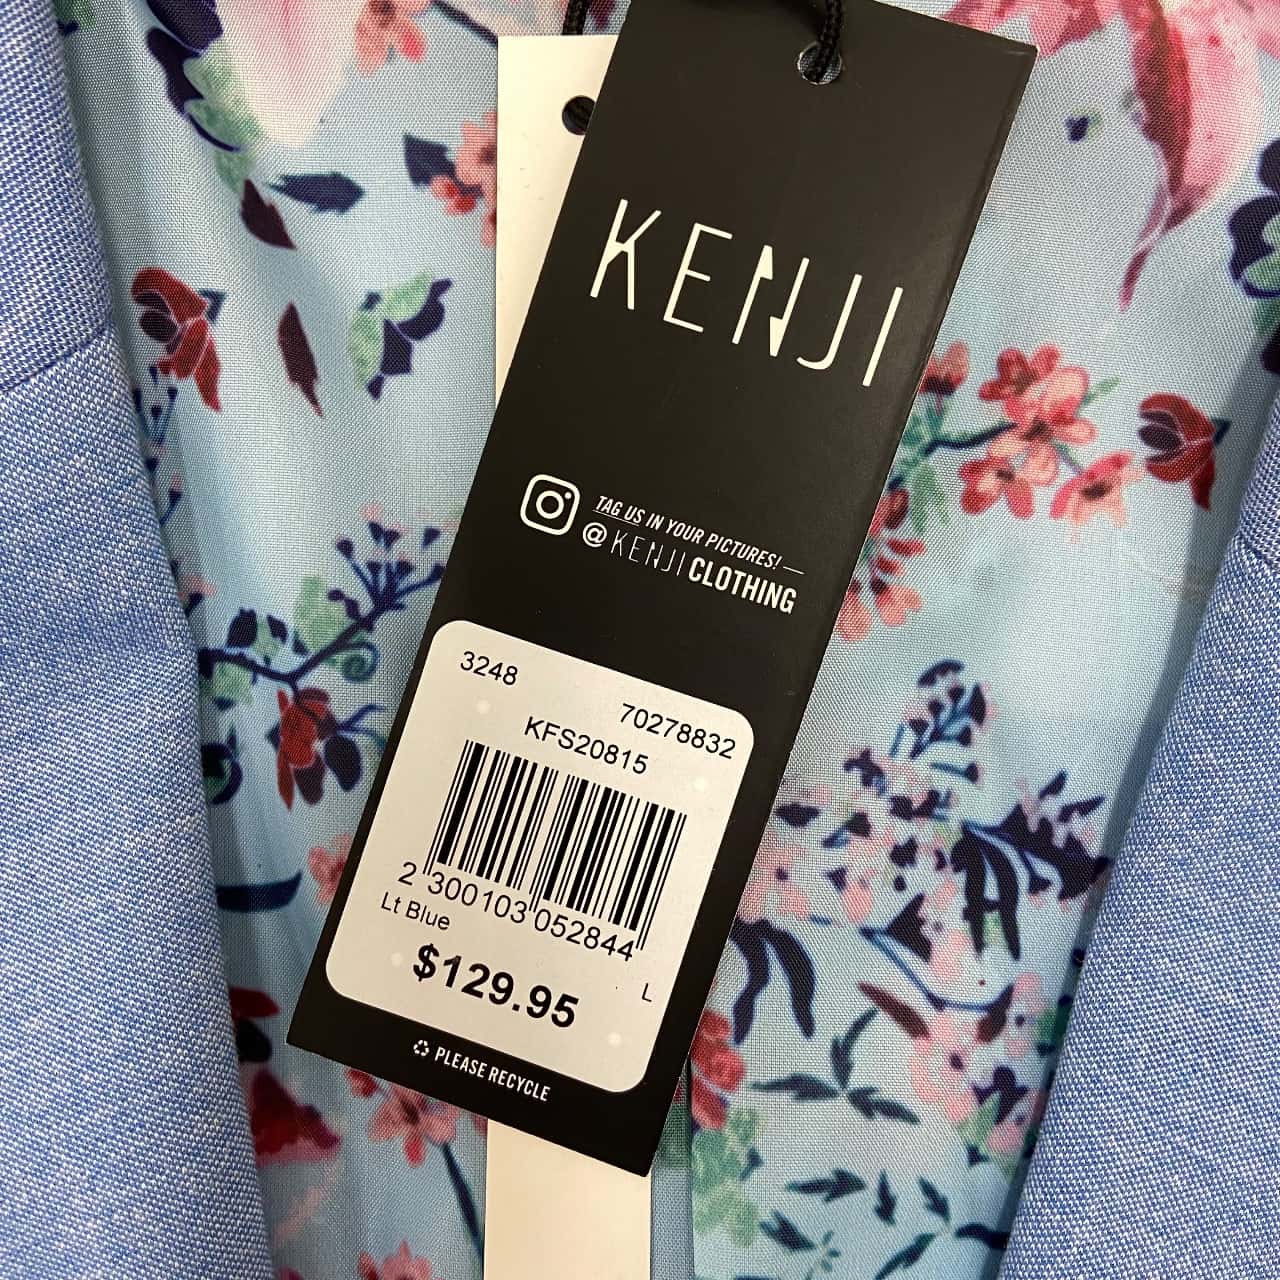 KENJI
TAG US IN YOUR PICTURES!
@KENJICLOTHING
3248
70278832
KFS20815
2 300103 052844
Lt Blue
L
$129.95
PLEASE RECYCLE